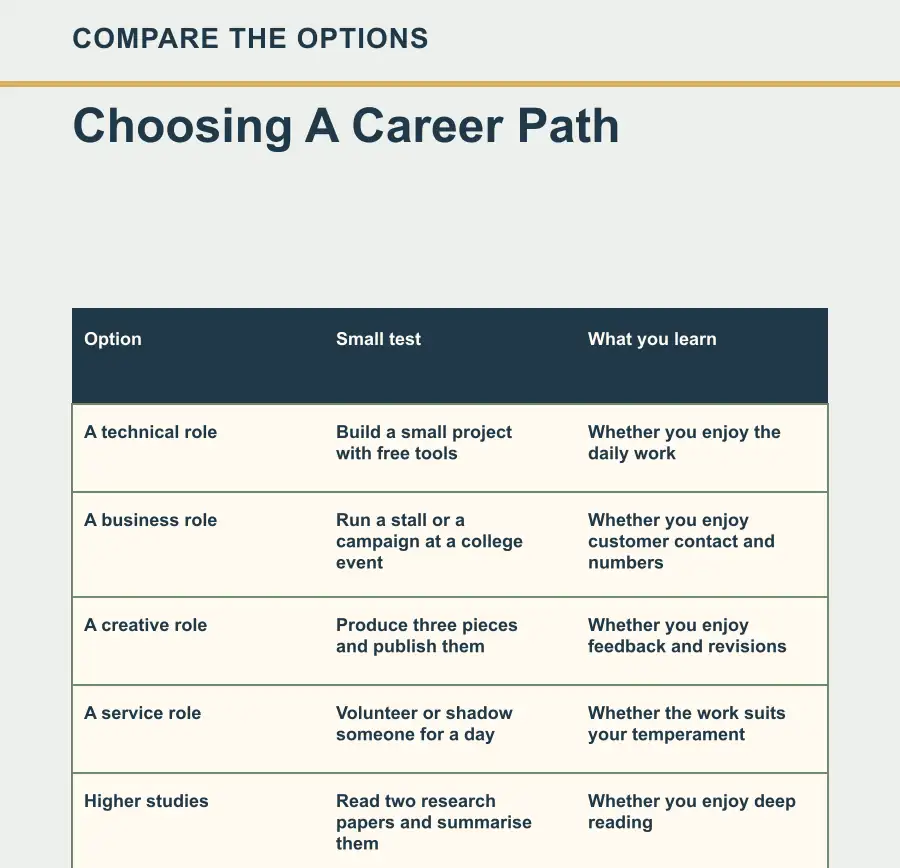 COMPARE THE OPTIONS
Choosing A Career Path
Option
Small test
What you learn
A technical role
Build a small project
with free tools
Whether you enjoy the
daily work
A business role
Run a stall or a
campaign at a college
event
Whether you enjoy
customer contact and
numbers
A creative role
Produce three pieces
and publish them
Whether you enjoy
feedback and revisions
A service role
Volunteer or shadow
someone for a day
Whether the work suits
your temperament
Higher studies
Read two research
papers and summarise
them
Whether you enjoy deep
reading